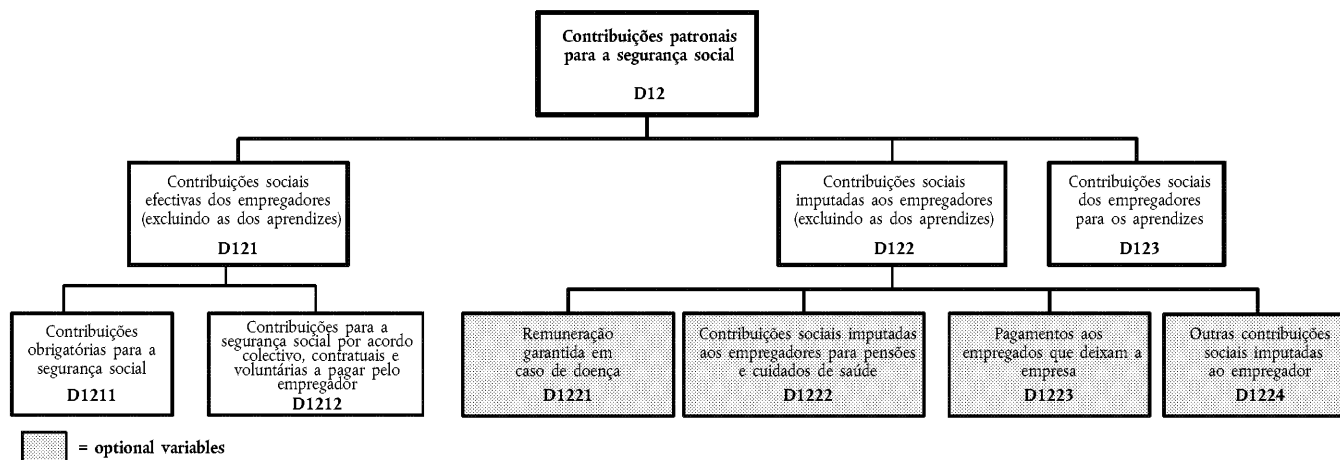 Contribuições patronais
para a segurança social
D12
Contribuições sociais
efectivas dos empregadores
(excluindo as dos aprendizes)
D121
Contribuições sociais
imputadas aos empregadores
(excluindo as dos aprendizes)
D122
Contribuições sociais
dos empregadores
para os aprendizes
D123
Contribuições
obrigatórias para a
segurança social
D1211
Contribuições para a
segurança social por acordo
colectivo, contratuais e
voluntárias a pagar pelo
empregador
D1212
Remuneração
garantida em
caso de doença
D1221
Contribuições sociais imputadas
aos empregadores para pensões
e cuidados de saúde
D1222
Pagamentos aos
empregados que deixam a
empresa
D1223
Outras contribuições
sociais imputadas
ao empregador
D1224
= optional variables